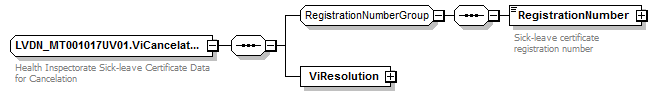 RegistrationNumberGroup
RegistrationNumber
LVDN_MT001017UV01.ViCancelat...
Sick-leave certificate
registration number
Health Inspectorate Sick-leave Certificate Data
for Cancelation
ViResolution